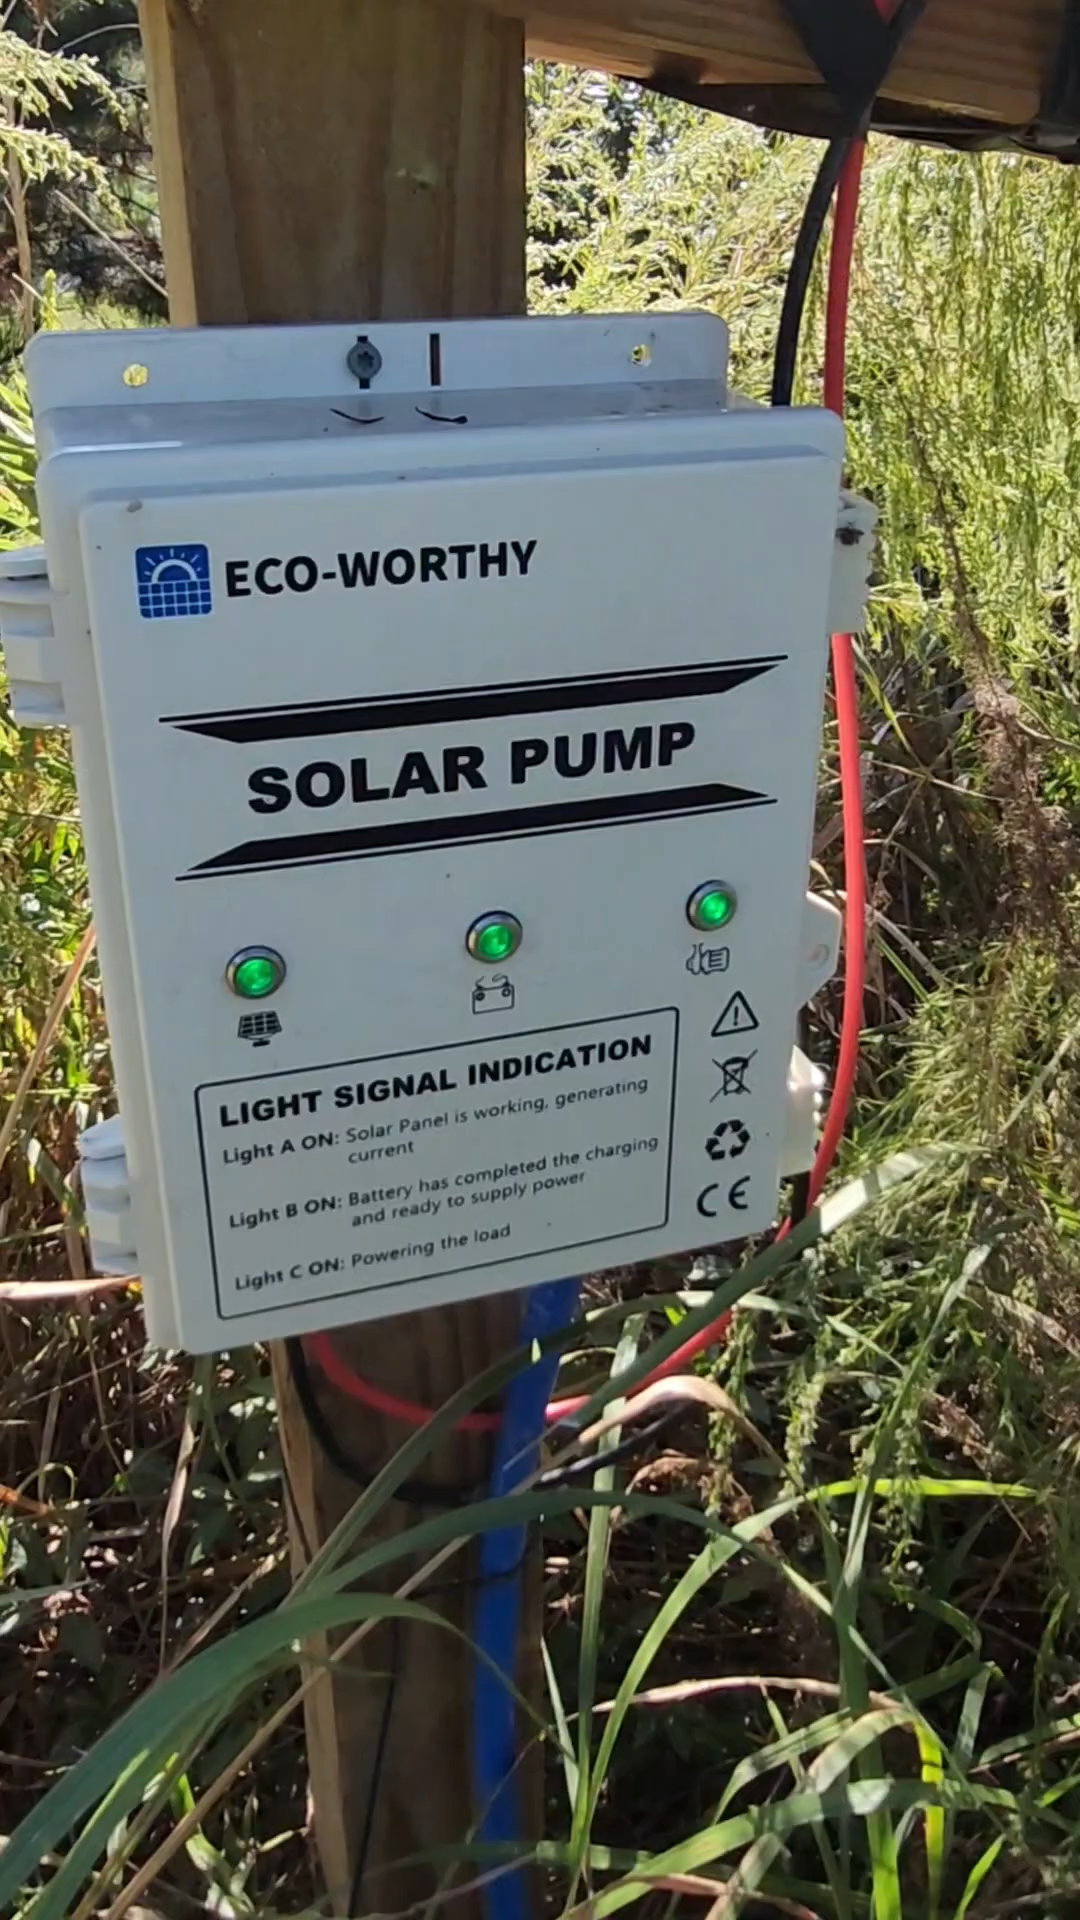 ECO-WORTHY
SOLAR PUMP
LIGHT SIGNAL INDICATION
Light A ON: Solar Panel is working, generating
current
Light B ON: Battery has completed the charging
and ready to supply power
Light C ON: Powering the load
CE